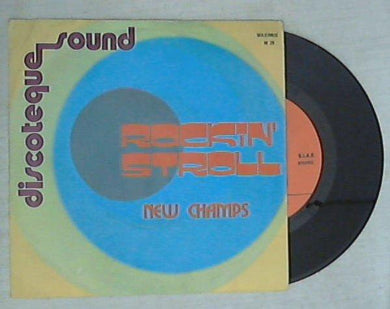 discoteque sound
ROCKIN'
STROLL
NEW CHAMPS